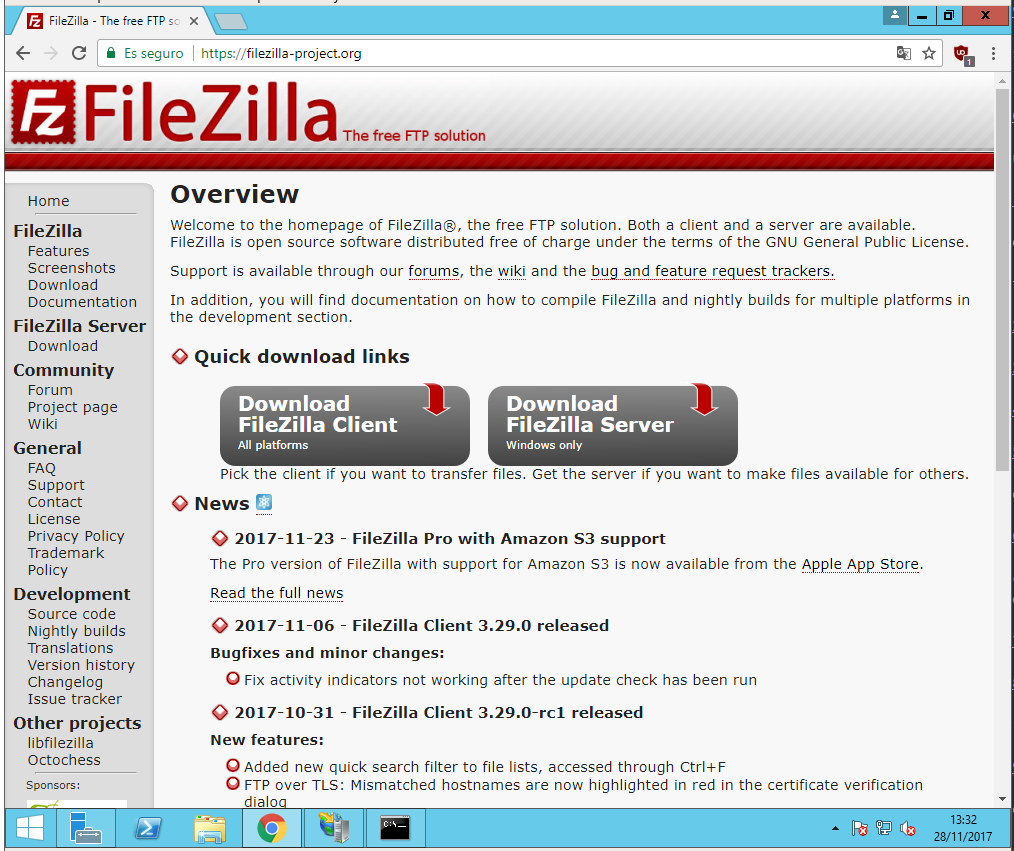 FileZilla - The free FTP so
Es seguro
https://filezilla-project.org
1
FileZilla The free FTP solution
Home
FileZilla
Features
Screenshots
Download
Documentation
FileZilla Server
Download
Community
Forum
Project page
Wiki
General
FAQ
Support
Contact
License
Privacy Policy
Trademark
Policy
Development
Source code
Nightly builds
Translations
Version history
Changelog
Issue tracker
Other projects
libfilezilla
Octochess
Sponsors:
Overview
Welcome to the homepage of FileZilla®, the free FTP solution. Both a client and a server are available.
FileZilla is open source software distributed free of charge under the terms of the GNU General Public License.
Support is available through our forums, the wiki and the bug and feature request trackers.
In addition, you will find documentation on how to compile FileZilla and nightly builds for multiple platforms in
the development section.
Quick download links
Download
FileZilla Client
All platforms
Download
FileZilla Server
Windows only
Pick the client if you want to transfer files. Get the server if you want to make files available for others.
News
2017-11-23 - FileZilla Pro with Amazon S3 support
The Pro version of FileZilla with support for Amazon S3 is now available from the Apple App Store.
Read the full news
2017-11-06 - FileZilla Client 3.29.0 released
Bugfixes and minor changes:
Fix activity indicators not working after the update check has been run
2017-10-31 - FileZilla Client 3.29.0-rc1 released
New features:
Added new quick search filter to file lists, accessed through Ctrl+F
FTP over TLS: Mismatched hostnames are now highlighted in red in the certificate verification
dialog
13:32
28/11/2017